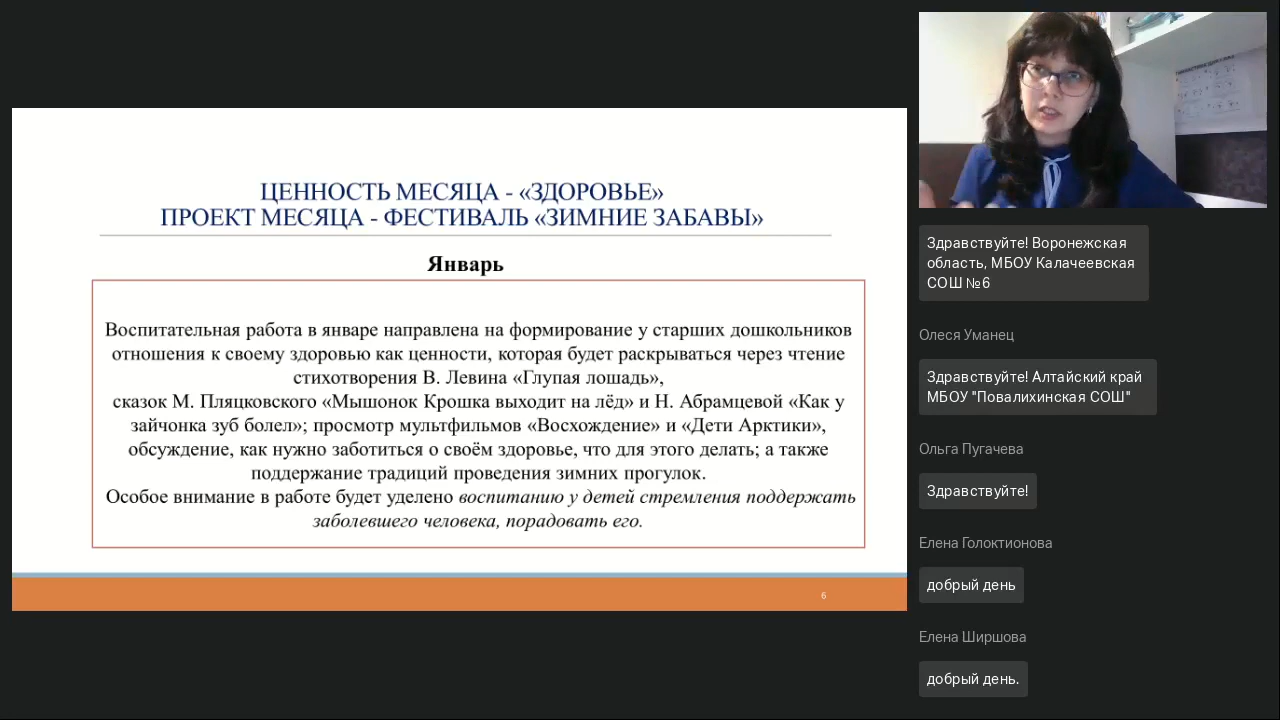 ЦЕННОСТЬ МЕСЯЦА - «ЗДОРОВЬЕ»
ПРОЕКТ МЕСЯЦА - ФЕСТИВАЛЬ «ЗИМНИЕ ЗАБАВЫ»
Январь
Воспитательная работа в январе направлена на формирование у старших дошкольников
отношения к своему здоровью как ценности, которая будет раскрываться через чтение
стихотворения В. Левина «Глупая лошадь»,
сказок М. Пляцковского «Мышонок Крошка выходит на лёд» и Н. Абрамцевой «Как у
зайчонка зуб болел»; просмотр мультфильмов «Восхождение» и «Дети Арктики»,
обсуждение, как нужно заботиться о своём здоровье, что для этого делать; а также
поддержание традиций проведения зимних прогулок.
Особое внимание в работе будет уделено воспитанию у детей стремления поддержать
заболевшего человека, порадовать его.
6
Здравствуйте! Воронежская
область, МБОУ Калачеевская
СОШ №6
Олеся Уманец
Здравствуйте! Алтайский край
МБОУ "Повалихинская СОШ"
Ольга Пугачева
Здравствуйте!
Елена Голоктионова
добрый день
Елена Ширшова
добрый день.